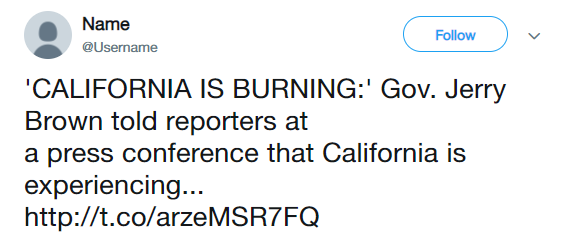 Name
@Username
Follow
'CALIFORNIA IS BURNING:' Gov. Jerry
Brown told reporters at
a press conference that California is
experiencing...
http://t.co/arzeMSR7FQ